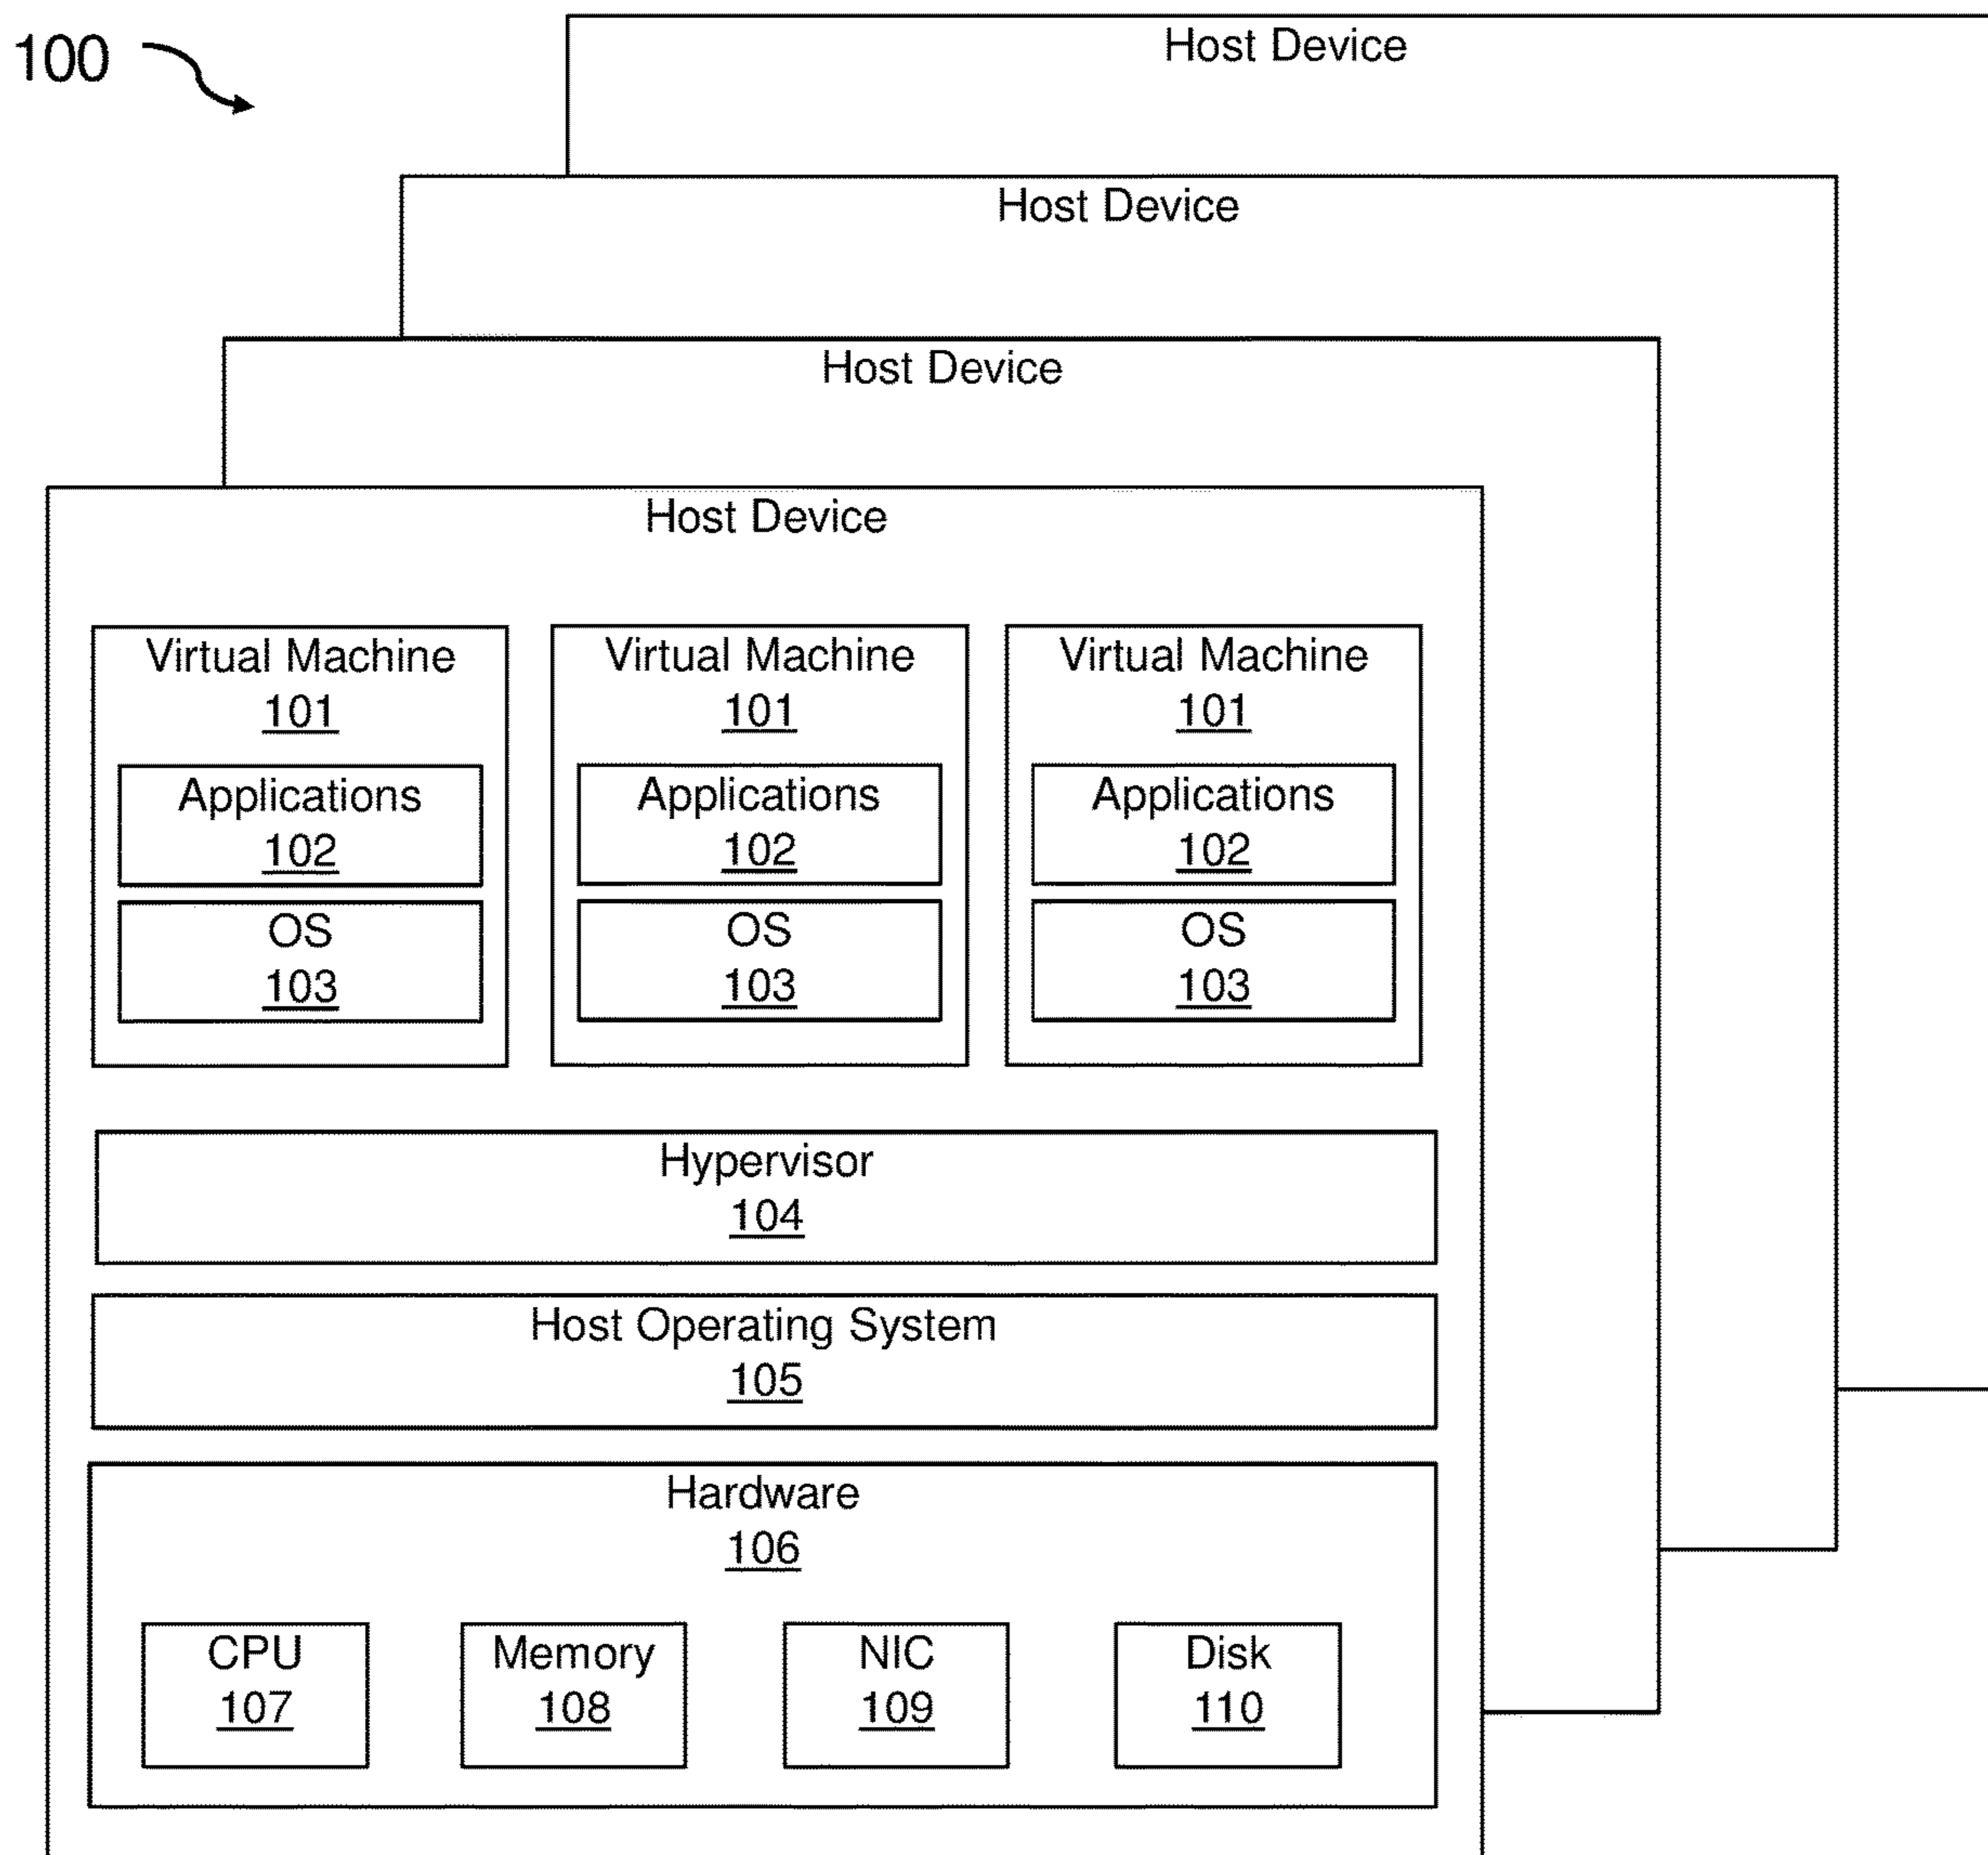 100
Host Device
Host Device
Host Device
Host Device
Virtual Machine
101
Applications
102
OS
103
Virtual Machine
101
Applications
102
OS
103
Virtual Machine
101
Applications
102
OS
103
Hypervisor
104
Host Operating System
105
Hardware
106
CPU
107
Memory
108
NIC
109
Disk
110